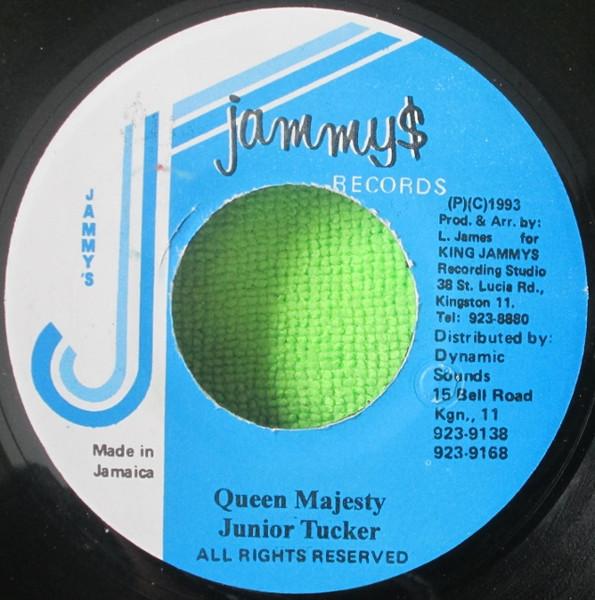 jammy$
RECORDS
JAMMY'S
(P)(C)1993
Prod. & Arr. by:
L. James for
KING JAMMYS
Recording Studio
38 St. Lucia Rd.,
Kingston 11.
Tel: 923-8880
Distributed by:
Dynamic
Sounds
15 Bell Road
Kgn,, 11
923-9138
923-9168
Made in
Jamaica
Queen Majesty
Junior Tucker
ALL RIGHTS RESERVED